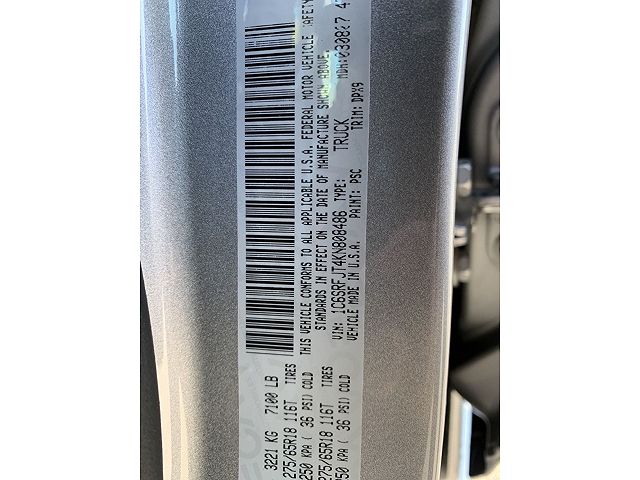 3221 KG 7100 LB
275/65R18 116T TIRES
250 KPA ( 36 PSI) COLD
275/65R18 116T TIRES
250 KPA ( 36 PSI) COLD
THIS VEHICLE CONFORMS TO ALL APPLICABLE U.S.A. FEDERAL MOTOR VEHICLE SAFETY
STANDARDS IN EFFECT ON THE DATE OF MANUFACTURE SHOWN ABOVE.
VIN: 1C6SRFJT4KN808486 TYPE: TRUCK MDH:
VEHICLE MADE IN U.S.A. PAINT: PSC TRIM: DPX9